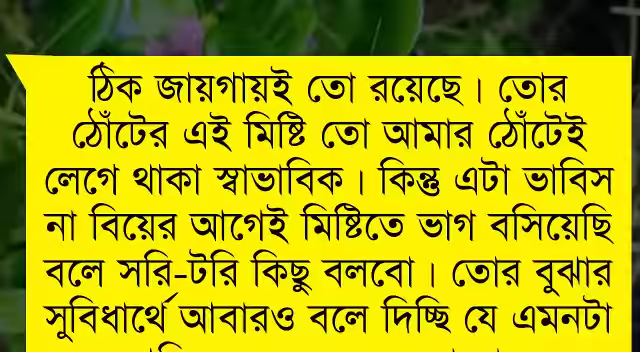 ঠিক জায়গায়ই তো রয়েছে। তোর
ঠোঁটের এই মিষ্টি তো আমার ঠোঁটেই
লেগে থাকা স্বাভাবিক। কিন্তু এটা ভাবিস
না বিয়ের আগেই মিষ্টিতে ভাগ বসিয়েছি
বলে সরি-টরি কিছু বলবো। তোর বুঝার
সুবিধার্থে আবারও বলে দিচ্ছি যে এমনটা